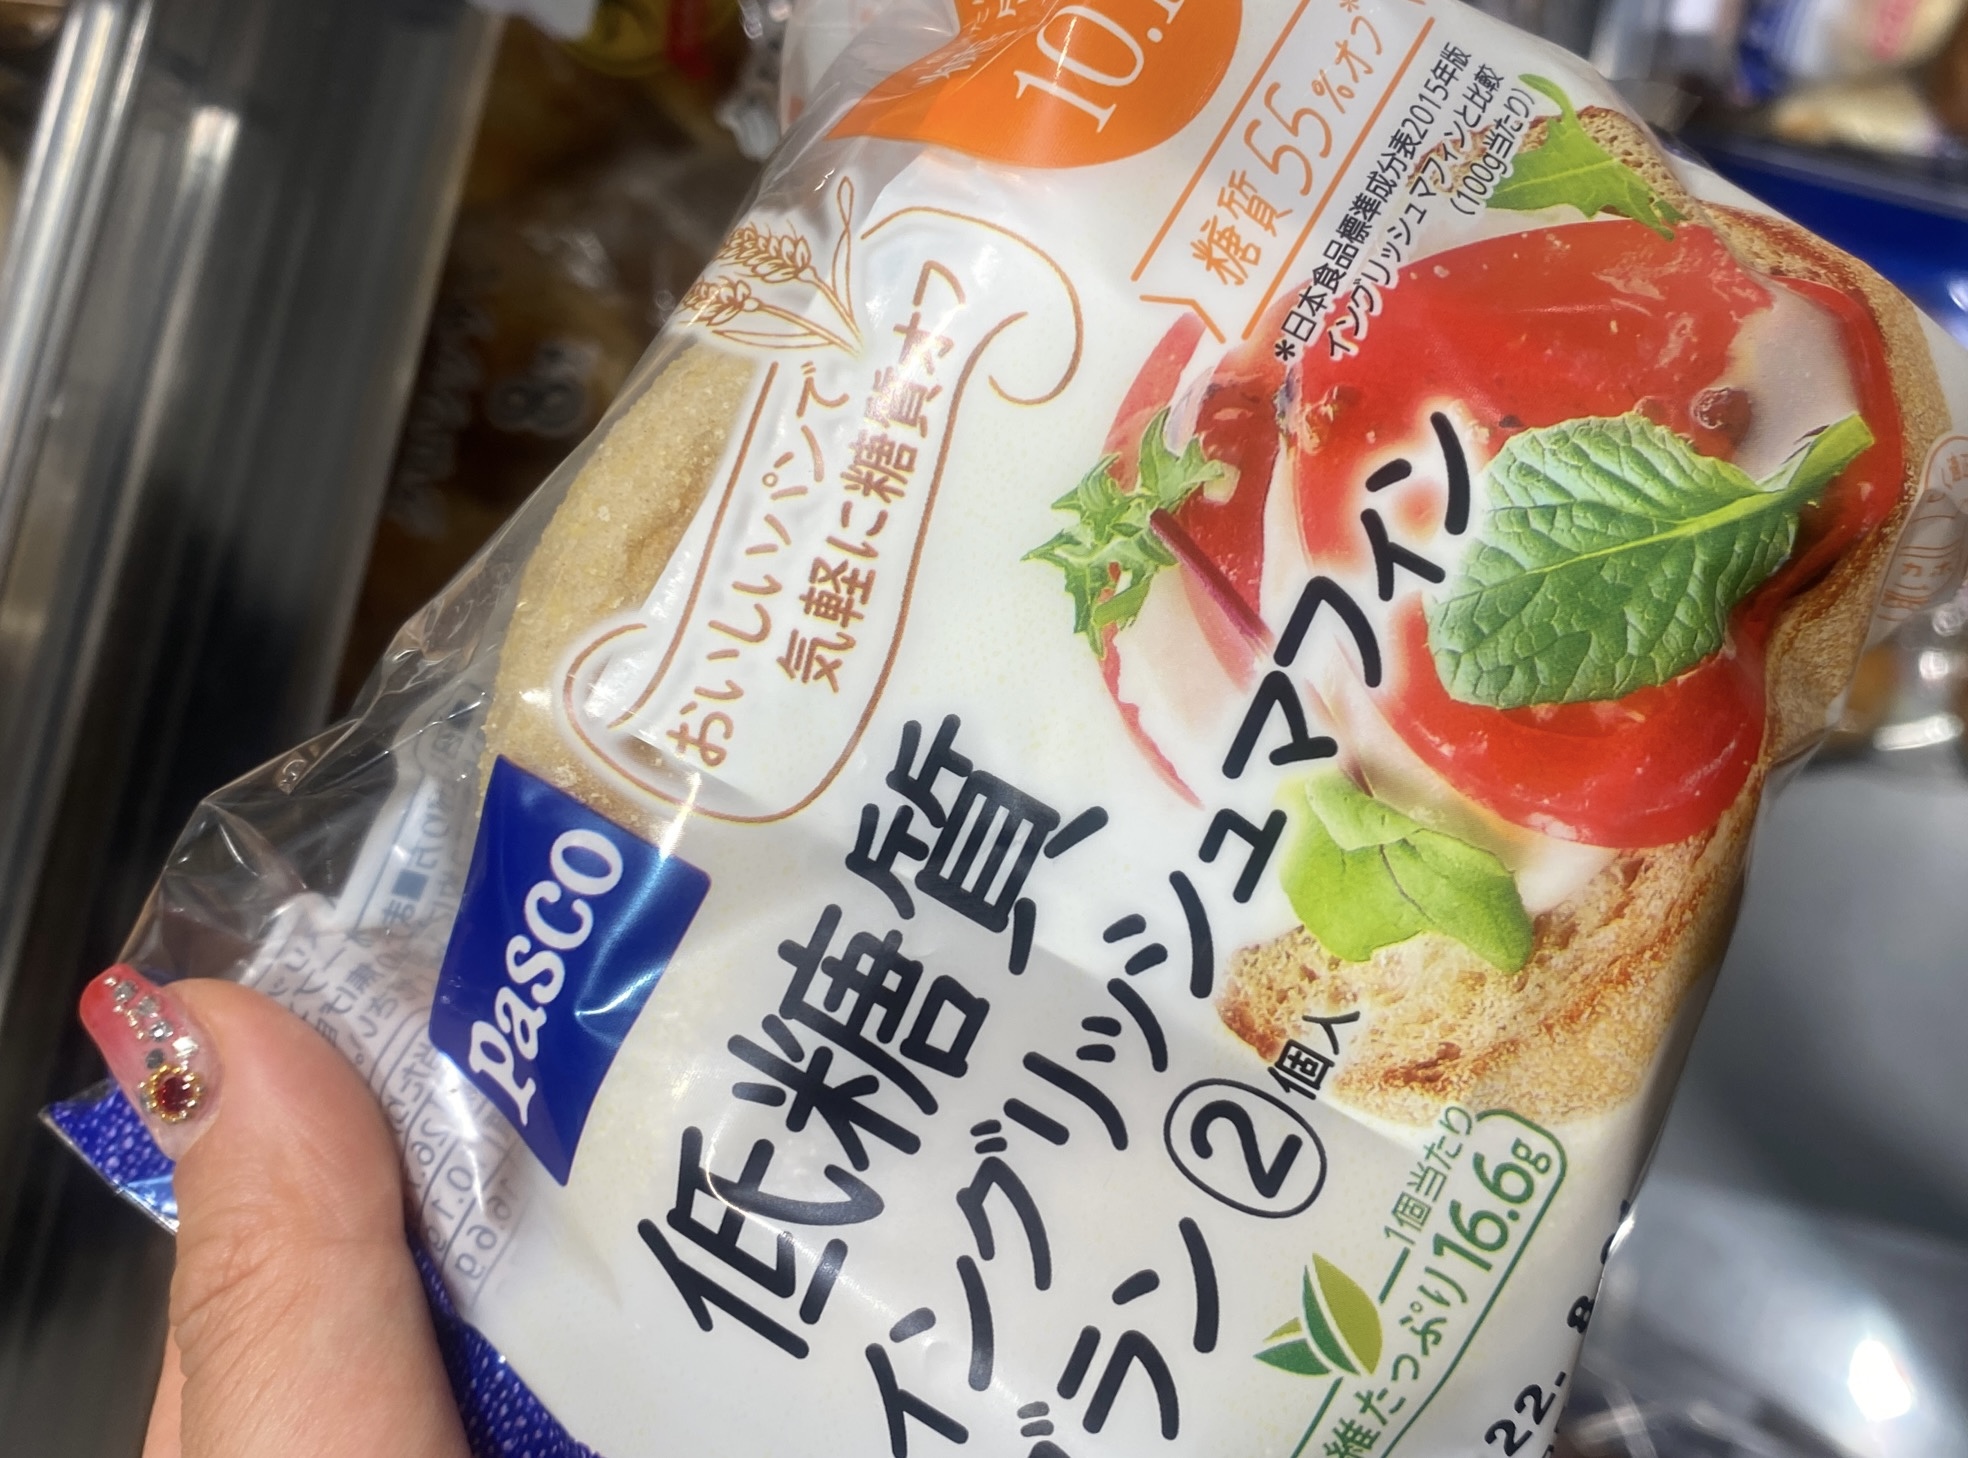 10.1
糖質55%オフ*
*日本食品標準成分表2015年版
イングリッシュマフィンと比較
(100g当たり)
おいしいパンで
気軽に糖質オフ
Pasco
低糖質
イングリッシュマフィン
ブラン②個入
1個当たり
維たっぷり16.6g
22. 8.